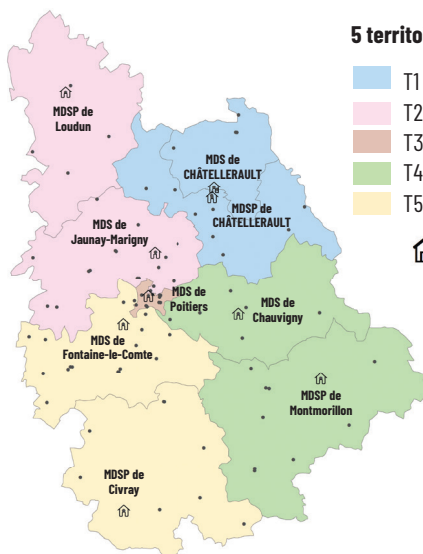 5 territo
T1
T2
T3
T4
T5
MDSP de
Loudun
MDS de
CHÂTELLERAULT
MDSP de
CHÂTELLERAULT
MDS de
Jaunay-Marigny
MDS de
Poitiers
MDS de
Chauvigny
MDS de
Fontaine-le-Comte
MDSP de
Montmorillon
MDSP de
Civray